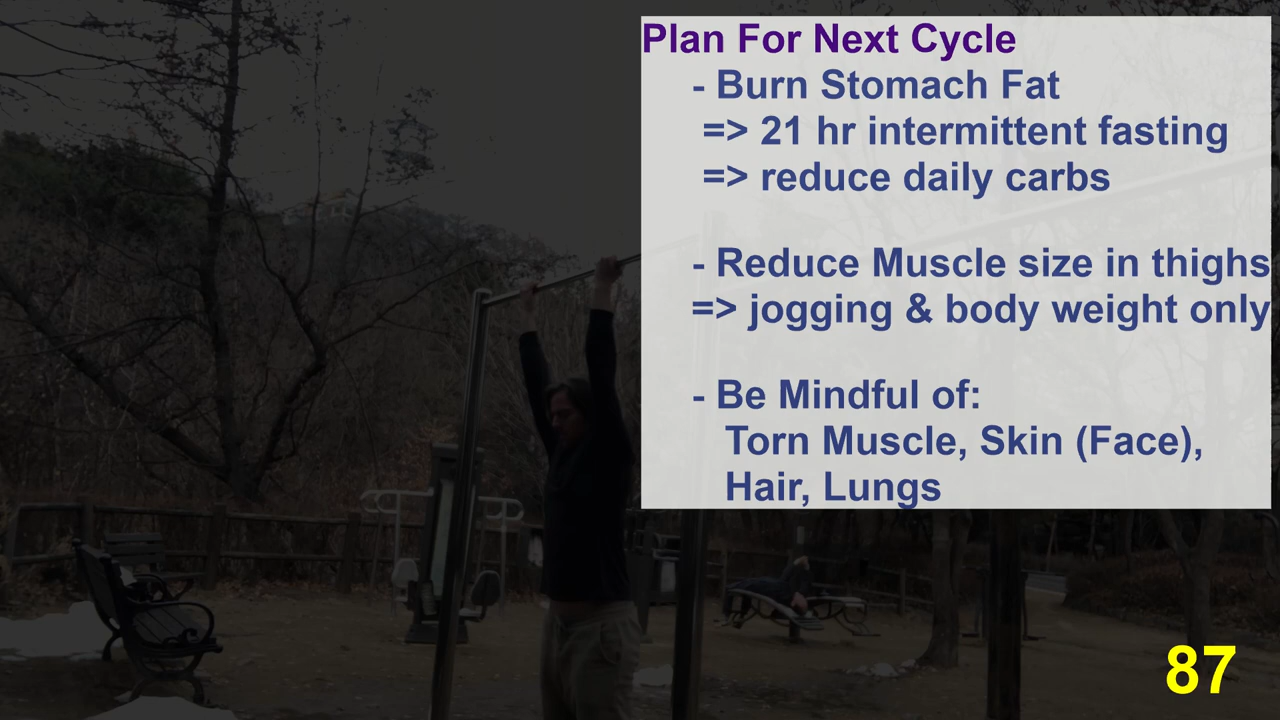 Plan For Next Cycle
- Burn Stomach Fat
=> 21 hr intermittent fasting
=> reduce daily carbs
- Reduce Muscle size in thighs
=> jogging & body weight only
- Be Mindful of:
Torn Muscle, Skin (Face),
Hair, Lungs
87